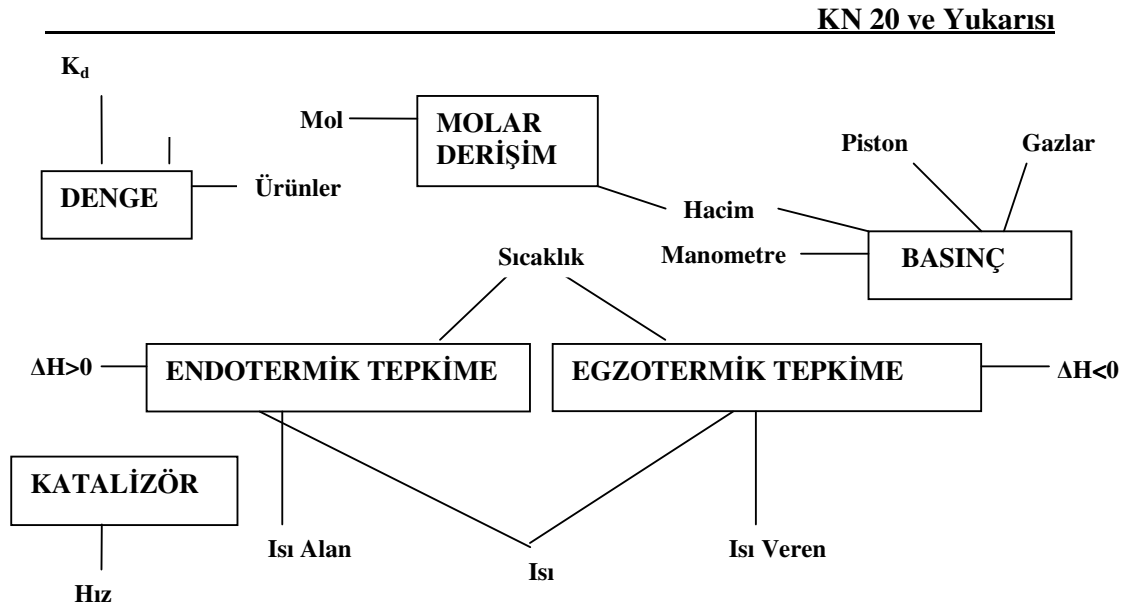 KN 20 ve Yukarısı
Kd
Mol
MOLAR
DERİŞİM
Piston
Gazlar
DENGE
Ürünler
Hacim
Manometre
BASINÇ
Sıcaklık
ΔH>0
ENDOTERMİK TEPKİME
EGZOTERMİK TEPKİME
ΔH<0
KATALİZÖR
Isı Alan
Isı
Isı Veren
Hız